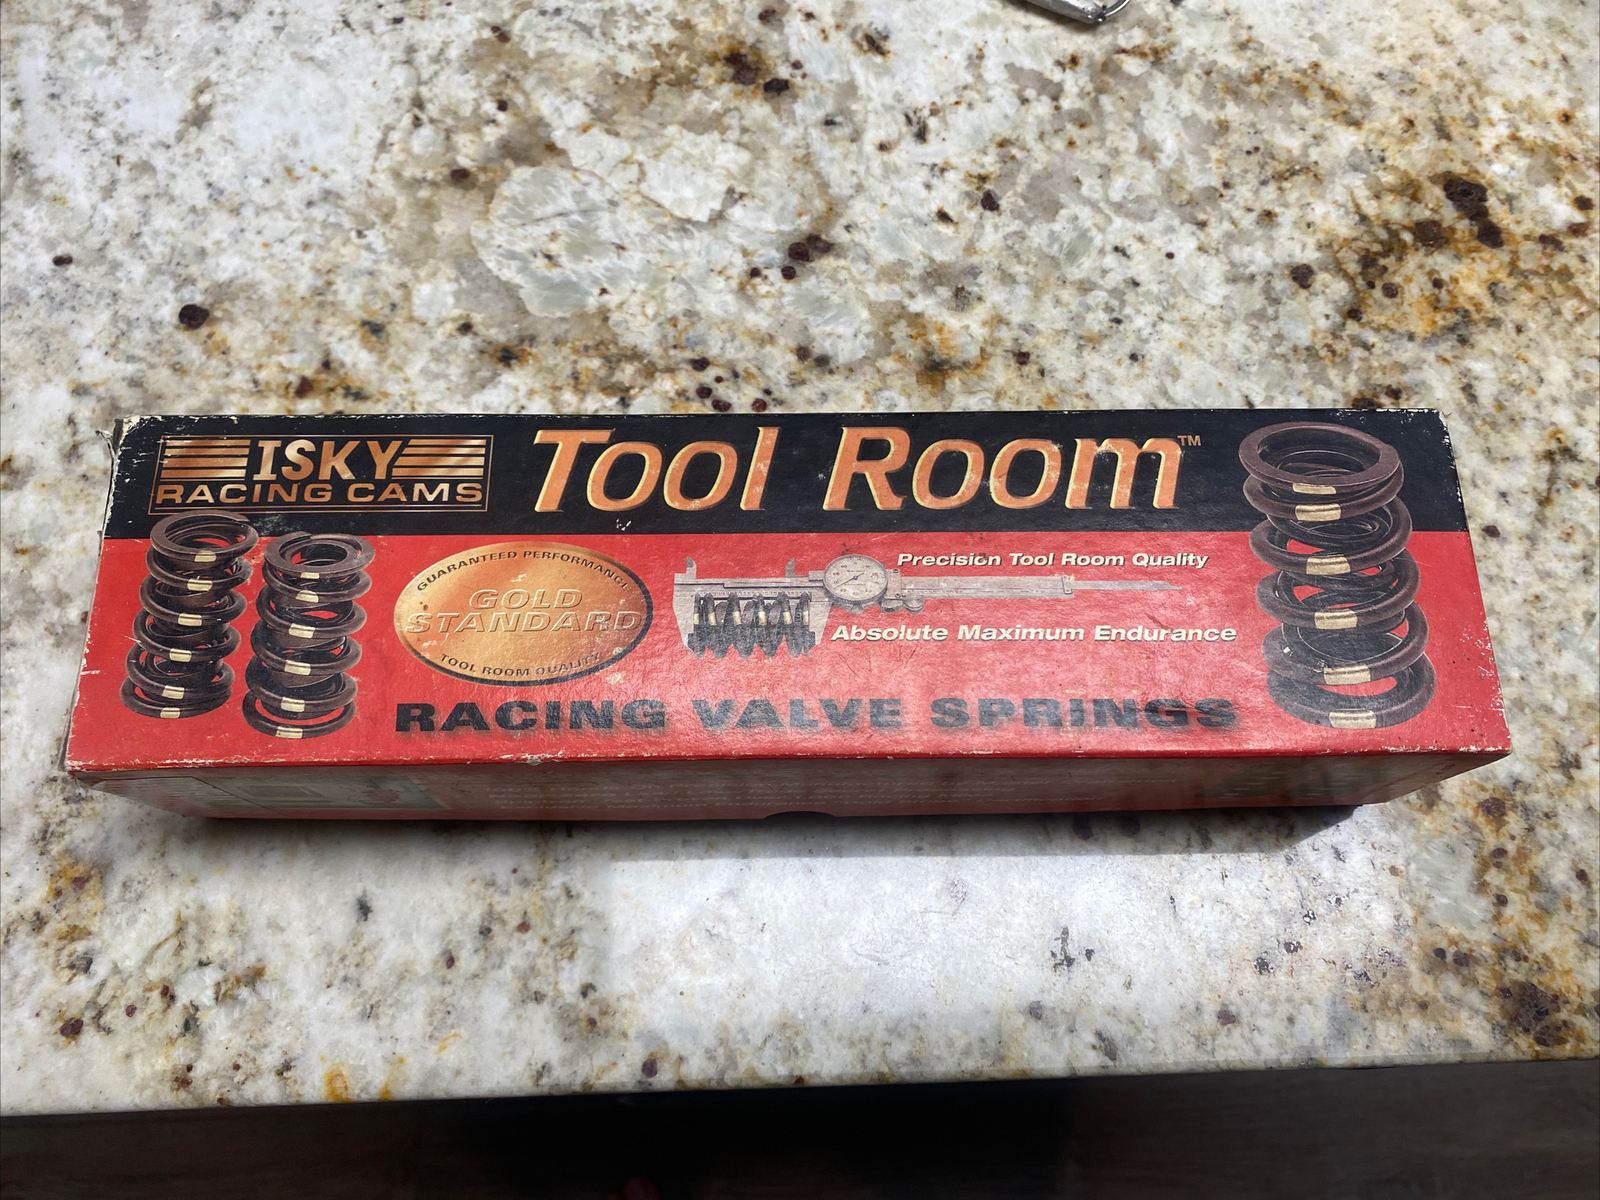 ISKY
RACING CAMS
Tool Room™
GUARANTEED PERFORMANCE
GOLD
STANDARD
TOOL ROOM QUALITY
Precision Tool Room Quality
Absolute Maximum Endurance
RACING VALVE SPRINGS